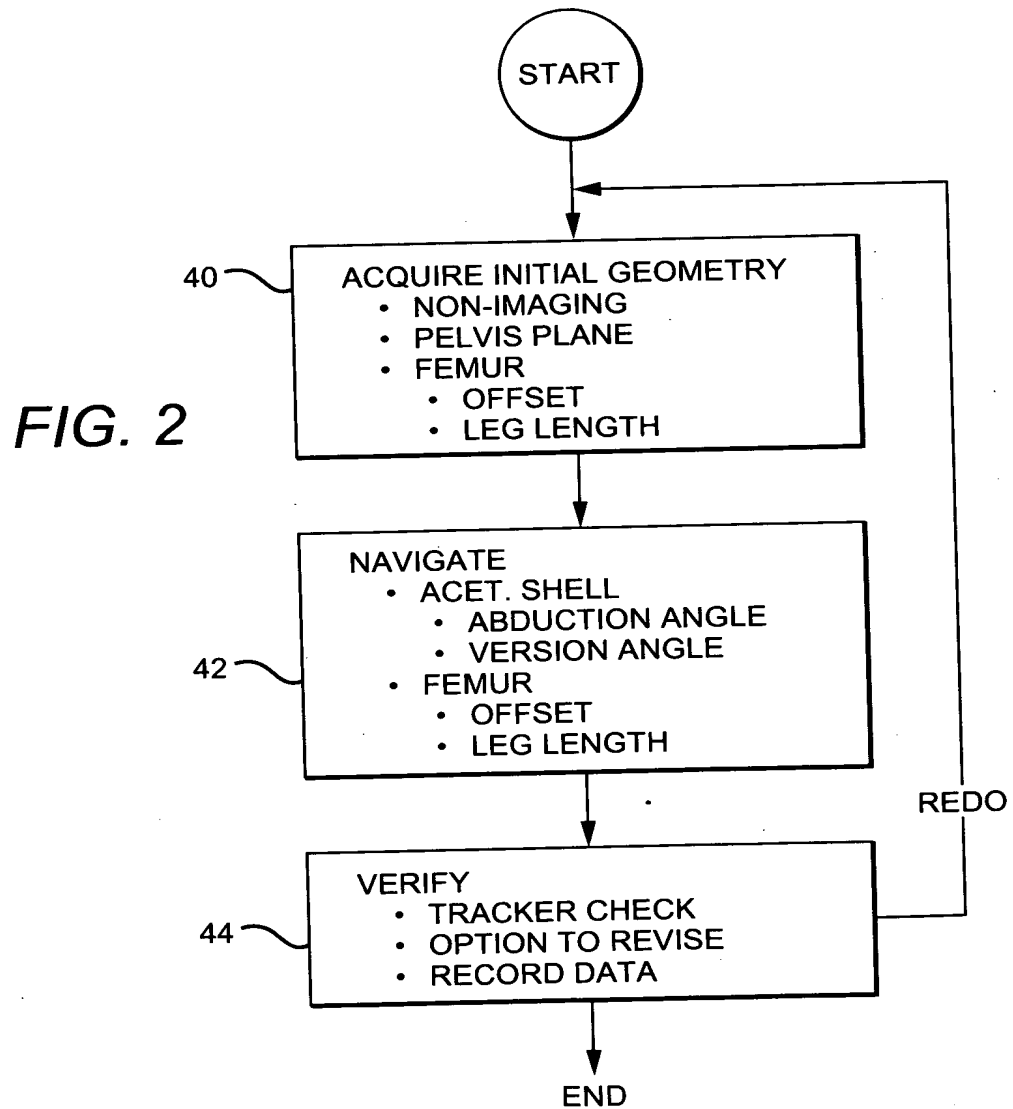 START
40
ACQUIRE INITIAL GEOMETRY
• NON-IMAGING
• PELVIS PLANE
• FEMUR
• OFFSET
• LEG LENGTH
FIG. 2
NAVIGATE
• ACET. SHELL
• ABDUCTION ANGLE
• VERSION ANGLE
42
• FEMUR
• OFFSET
• LEG LENGTH
REDO
VERIFY
• TRACKER CHECK
44
• OPTION TO REVISE
• RECORD DATA
END